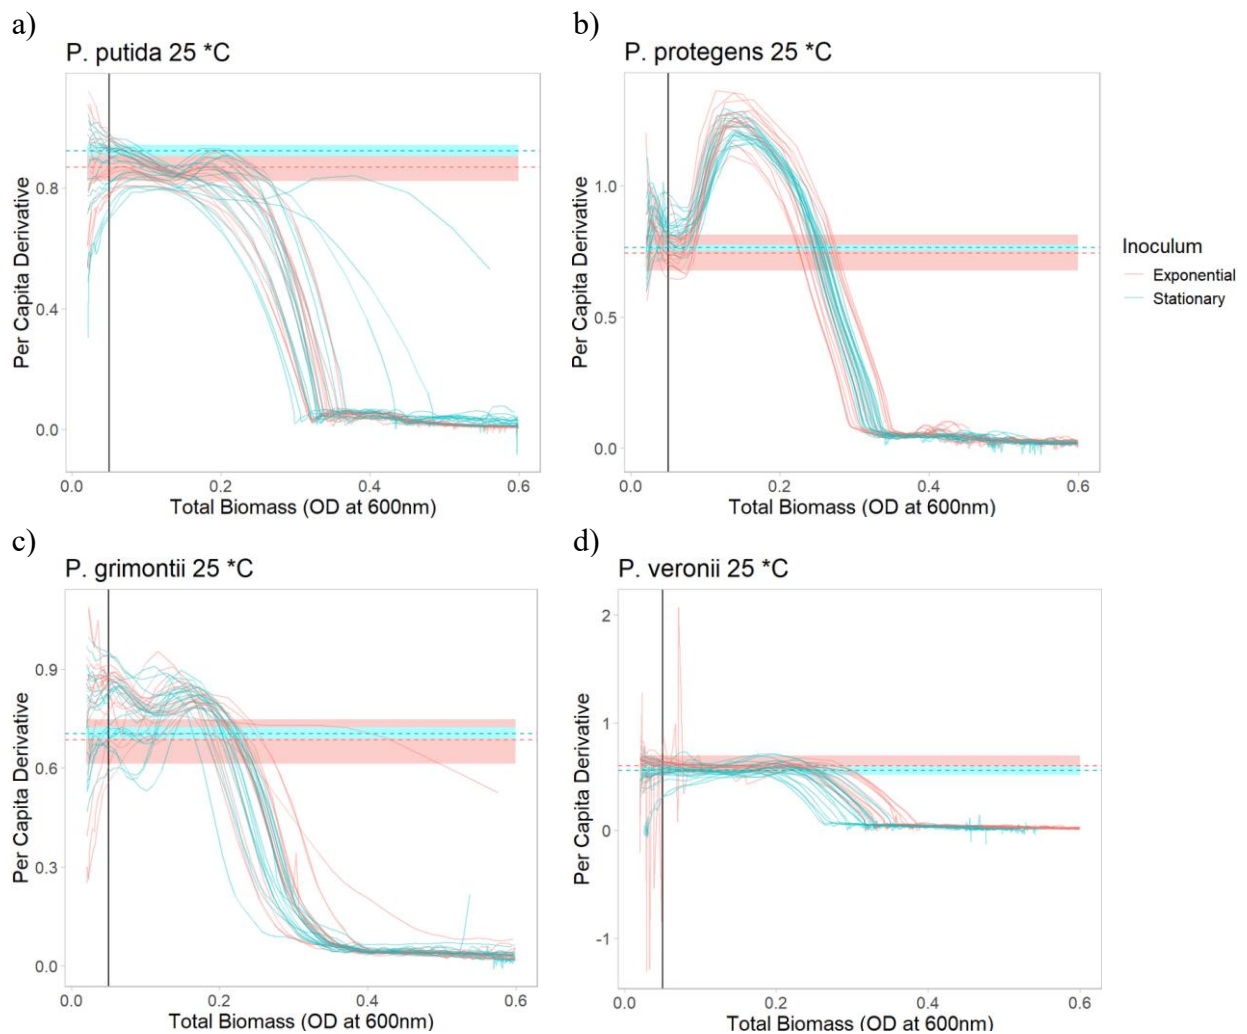 a)
P. putida 25 *C
Per Capita Derivative
0.8
0.4
0.0
0.0 0.2 0.4 0.6
Total Biomass (OD at 600nm)
b)
P. protegens 25 *C
Per Capita Derivative
1.0
0.5
0.0
0.0 0.2 0.4 0.6
Total Biomass (OD at 600nm)
Inoculum
Exponential
Stationary
c)
P. grimontii 25 *C
Per Capita Derivative
0.9
0.6
0.3
0.0
0.0 0.2 0.4 0.6
Total Biomass (OD at 600nm)
d)
P. veronii 25 *C
Per Capita Derivative
2
1
0
-1
0.0 0.2 0.4 0.6
Total Biomass (OD at 600nm)